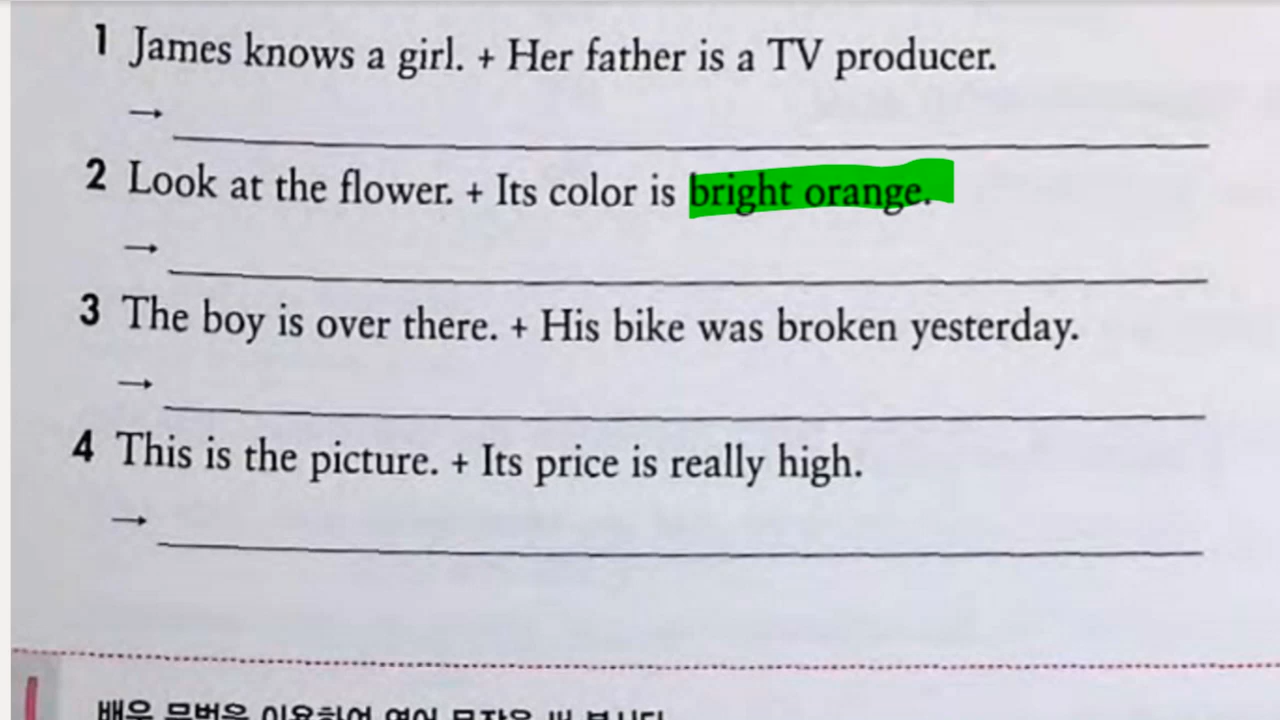 1 James knows a girl. + Her father is a TV producer.
→
2 Look at the flower. + Its color is bright orange.
→
3 The boy is over there. + His bike was broken yesterday.
→
4 This is the picture. + Its price is really high.
→